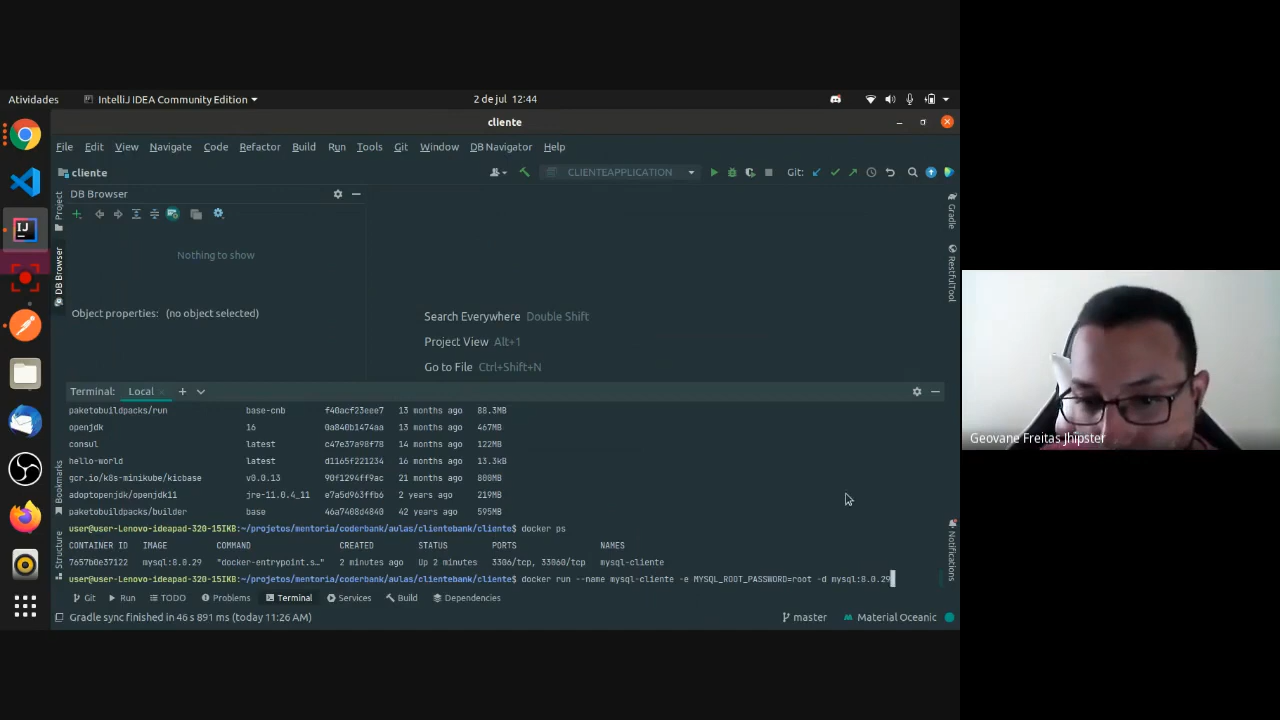 Atividades IntelliJ IDEA Community Edition 2 de jul 12:44
cliente
File Edit View Navigate Code Refactor Build Run Tools Git Window DB Navigator Help
cliente CLIENTEAPPLICATION Git:
DB Browser
Nothing to show
Object properties: (no object selected)
Project
DB Browser
Bookmarks
Structure
Gradle
RestfulTool
Notifications
IJ
Search Everywhere Double Shift
Project View Alt+1
Go to File Ctrl+Shift+N
Terminal: Local
paketobuildpacks/run base-cnb f40acf23eee7 13 months ago 88.3MB
openjdk 16 0a840b1474aa 13 months ago 467MB
consul latest c47e37a98f78 14 months ago 122MB
hello-world latest d1165f221234 16 months ago 13.3kB
gcr.io/k8s-minikube/kicbase v0.0.13 90f1294ff9ac 21 months ago 800MB
adoptopenjdk/openjdk11 jre-11.0.4_11 e7a5d963ffb6 2 years ago 219MB
paketobuildpacks/builder base 46a7408d4840 42 years ago 595MB
user@user-Lenovo-ideapad-320-15IKB:~/projetos/mentoria/coderbank/aulas/clientebank/cliente$ docker ps
CONTAINER ID IMAGE COMMAND CREATED STATUS PORTS NAMES
7657b0e37122 mysql:8.0.29 "docker-entrypoint.s…" 2 minutes ago Up 2 minutes 3306/tcp, 33060/tcp mysql-cliente
user@user-Lenovo-ideapad-320-15IKB:~/projetos/mentoria/coderbank/aulas/clientebank/cliente$ docker run --name mysql-cliente -e MYSQL_ROOT_PASSWORD=root -d mysql:8.0.29
Git Run TODO Problems Terminal Services Build Dependencies
Gradle sync finished in 46 s 891 ms (today 11:26 AM) master Material Oceanic
Geovane Freitas Jhipster